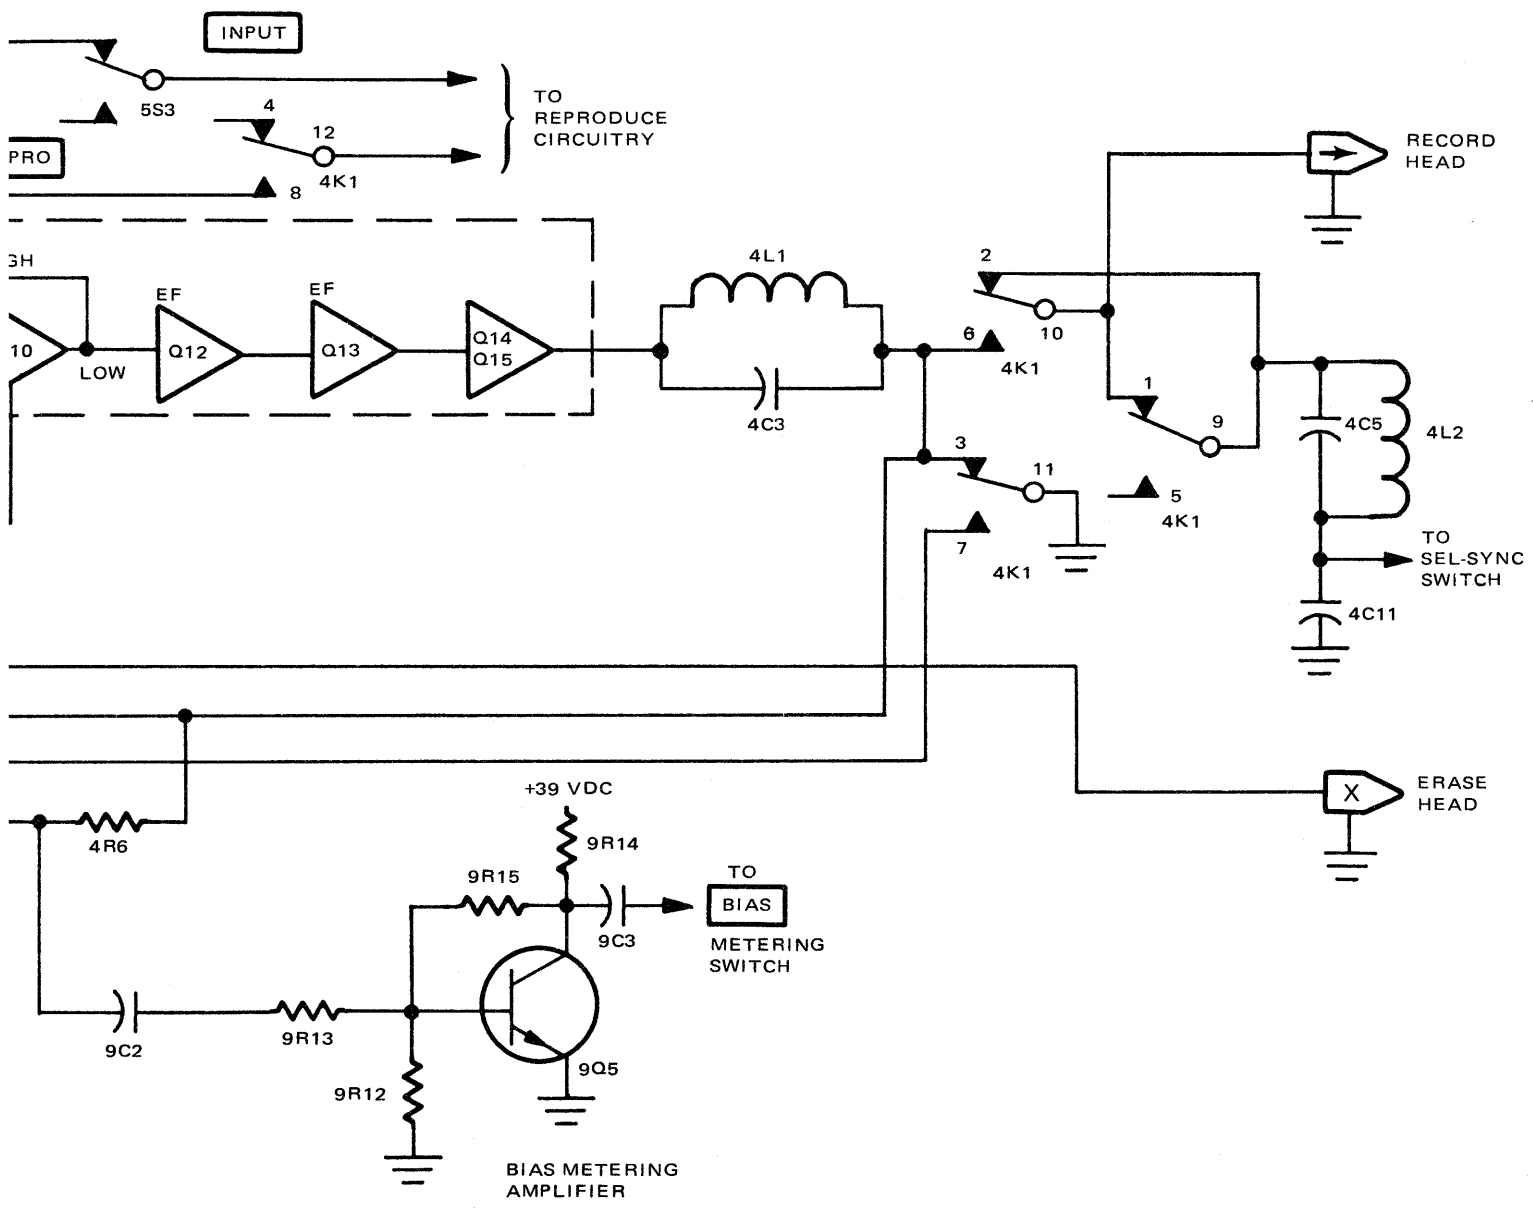 INPUT
5S3
4
12
4K1
8
TO
REPRODUCE
CIRCUITRY
PRO
RECORD
HEAD
GH
LOW
10
EF
Q12
EF
Q13
Q14
Q15
4L1
4C3
2
10
6
4K1
1
9
5
4K1
3
11
7
4K1
4C5
4L2
TO
SEL-SYNC
SWITCH
4C11
ERASE
HEAD
X
4R6
+39 VDC
9R14
9R15
9C3
TO
BIAS
METERING
SWITCH
9C2
9R13
9R12
9Q5
BIAS METERING
AMPLIFIER